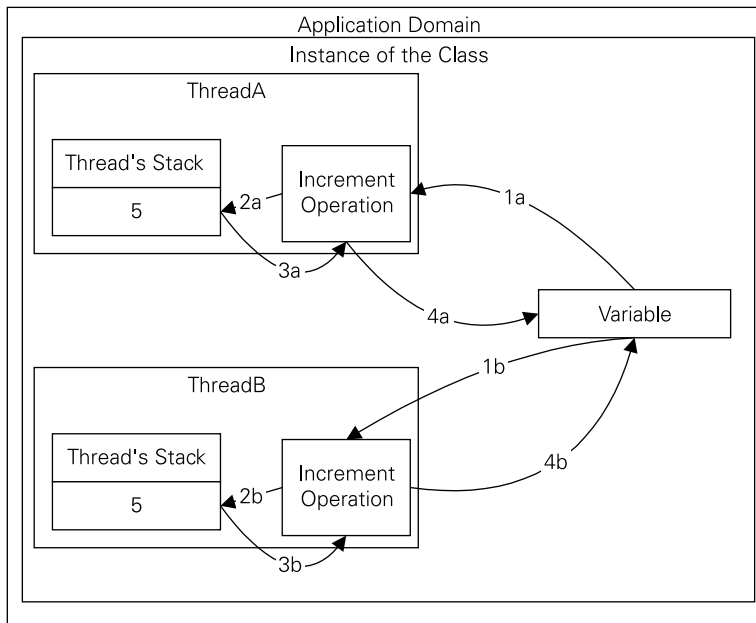 Application Domain
Instance of the Class
ThreadA
Thread's Stack
5
Increment
Operation
2a
3a
1a
4a
Variable
ThreadB
Thread's Stack
5
Increment
Operation
2b
3b
1b
4b